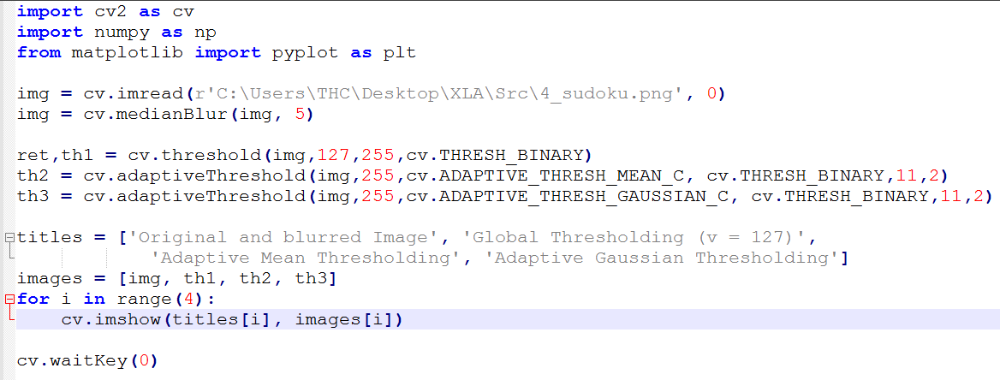 import cv2 as cv
import numpy as np
from matplotlib import pyplot as plt
img = cv.imread(r'C:\Users\THC\Desktop\XLA\Src\4_sudoku.png', 0)
img = cv.medianBlur(img, 5)
ret,th1 = cv.threshold(img,127,255,cv.THRESH_BINARY)
th2 = cv.adaptiveThreshold(img,255,cv.ADAPTIVE_THRESH_MEAN_C, cv.THRESH_BINARY,11,2)
th3 = cv.adaptiveThreshold(img,255,cv.ADAPTIVE_THRESH_GAUSSIAN_C, cv.THRESH_BINARY,11,2)
titles = ['Original and blurred Image', 'Global Thresholding (v = 127)',
            'Adaptive Mean Thresholding', 'Adaptive Gaussian Thresholding']
images = [img, th1, th2, th3]
for i in range(4):
    cv.imshow(titles[i], images[i])
cv.waitKey(0)